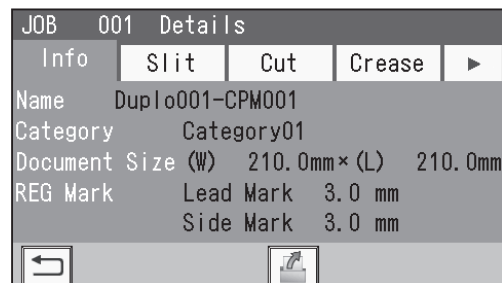 JOB 001 Details
Info Slit Cut Crease ►
Name Duplo001-CPM001
Category Category01
Document Size (W) 210.0mm×(L) 210.0mm
REG Mark Lead Mark 3.0 mm
Side Mark 3.0 mm